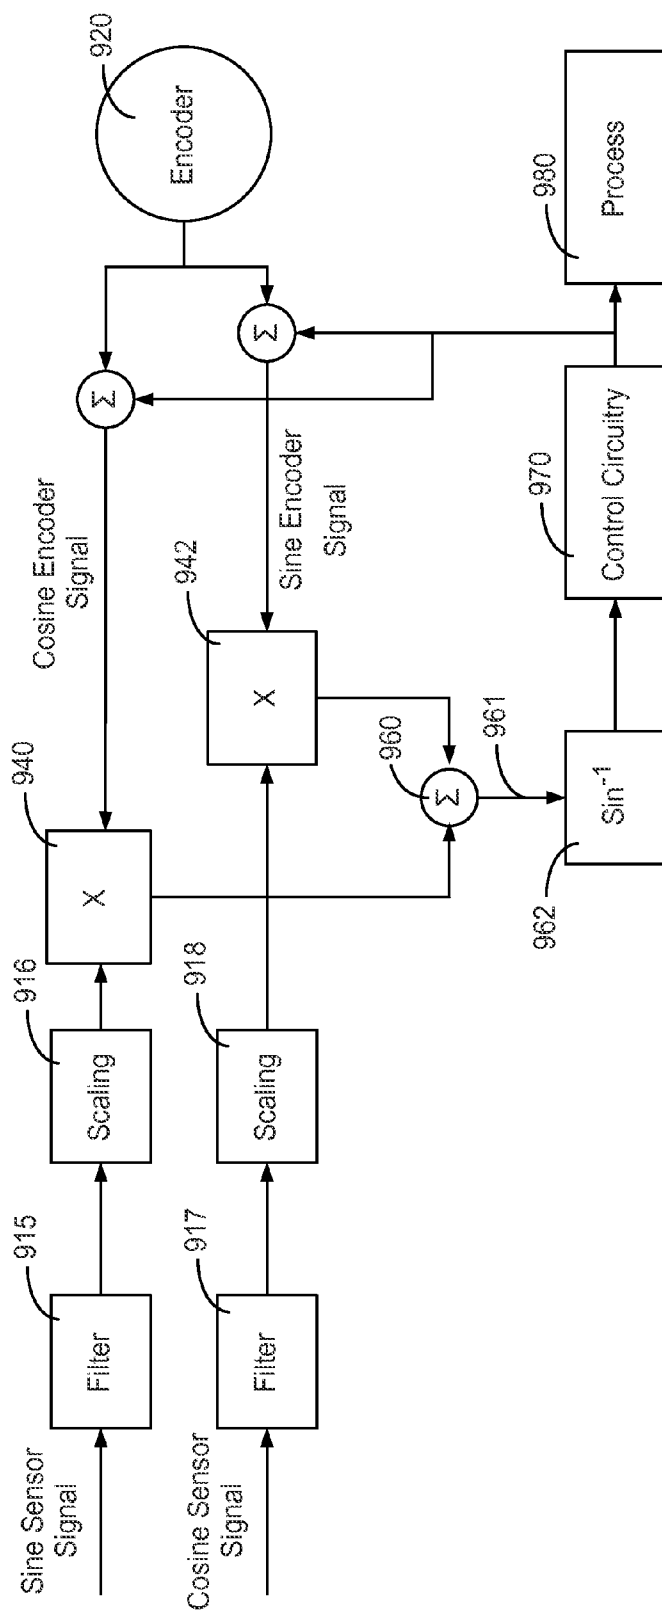 Sine Sensor
Signal
Filter
915
Scaling
916
X
940
Cosine Encoder
Signal
Σ
Encoder
920
Cosine Sensor
Signal
Filter
917
Scaling
918
X
942
Sine Encoder
Signal
Σ
Σ
960
961
Sin⁻¹
962
Control Circuitry
970
Process
980